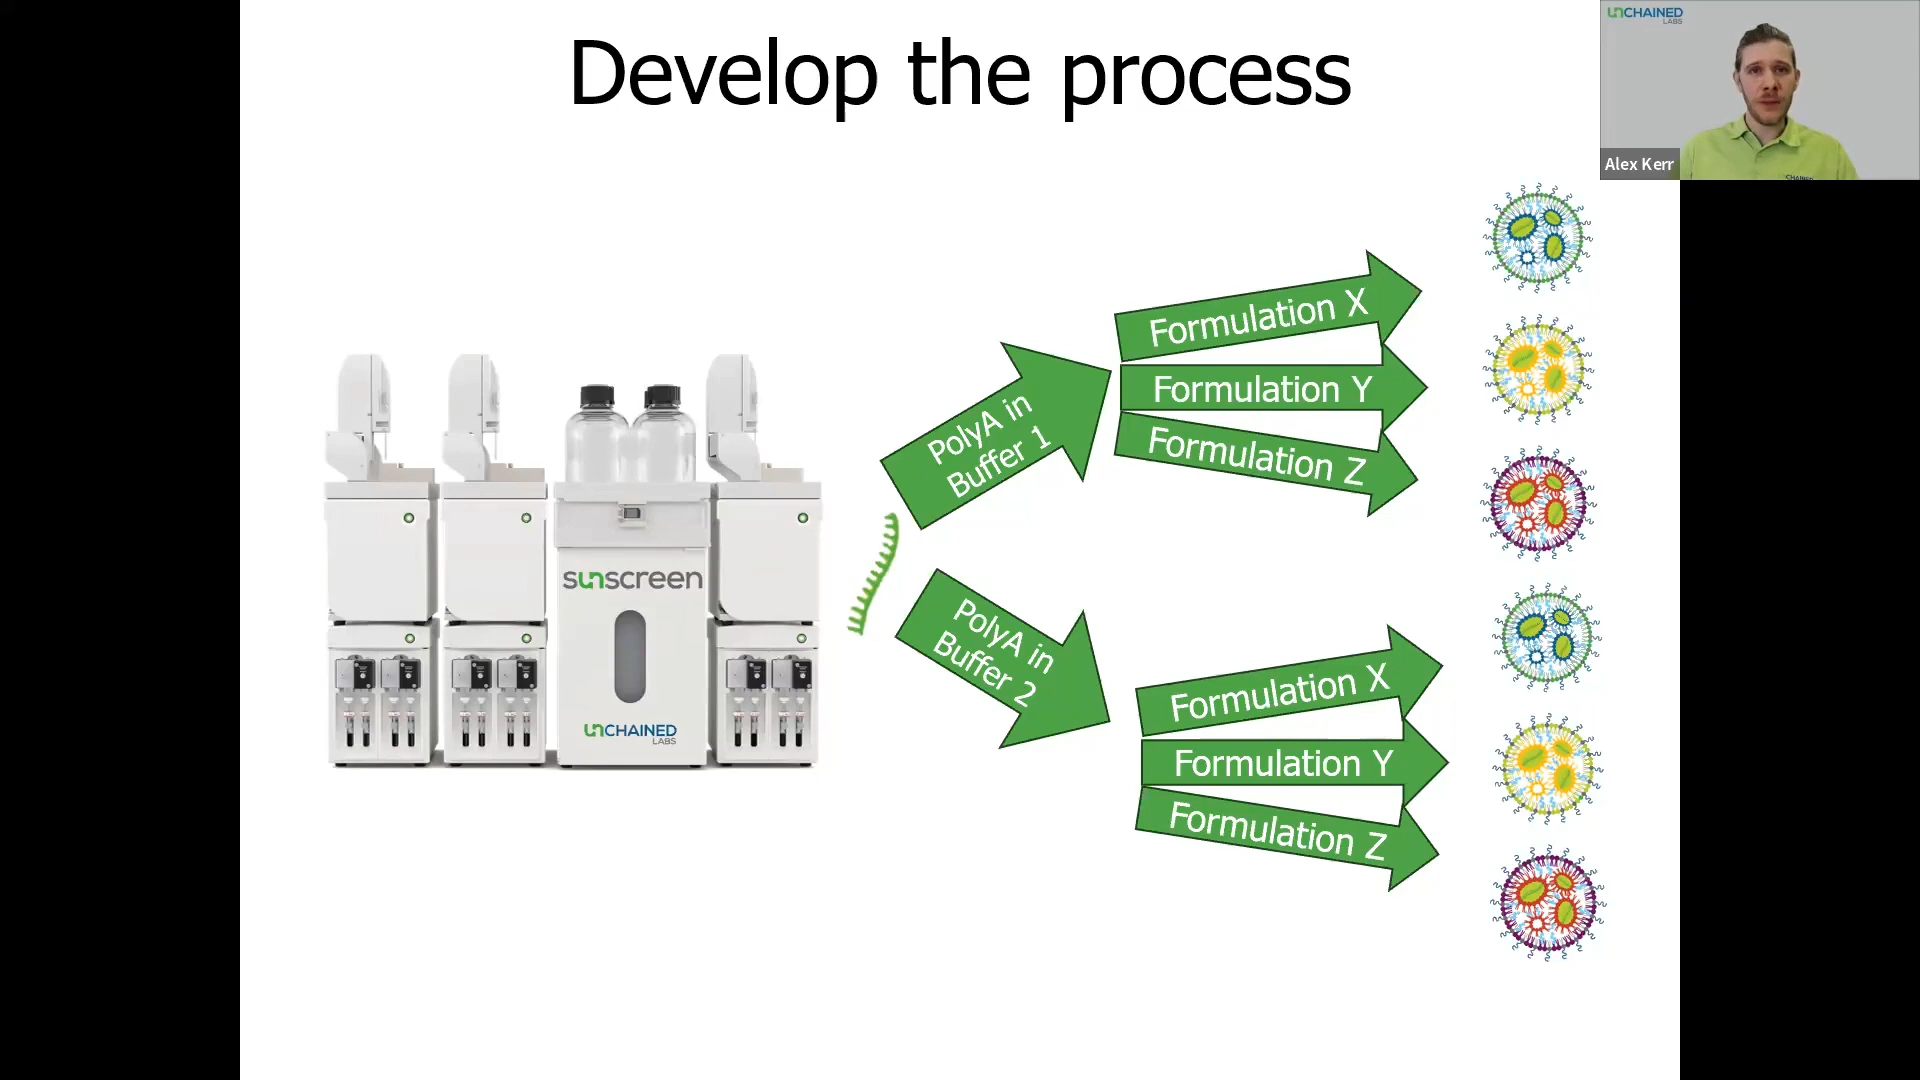 Develop the process
UNCHAINED
LABS
Alex Kerr
CHAINED
sunscreen
UNCHAINED
LABS
PolyA in
Buffer 1
Formulation X
Formulation Y
Formulation Z
PolyA in
Buffer 2
Formulation X
Formulation Y
Formulation Z